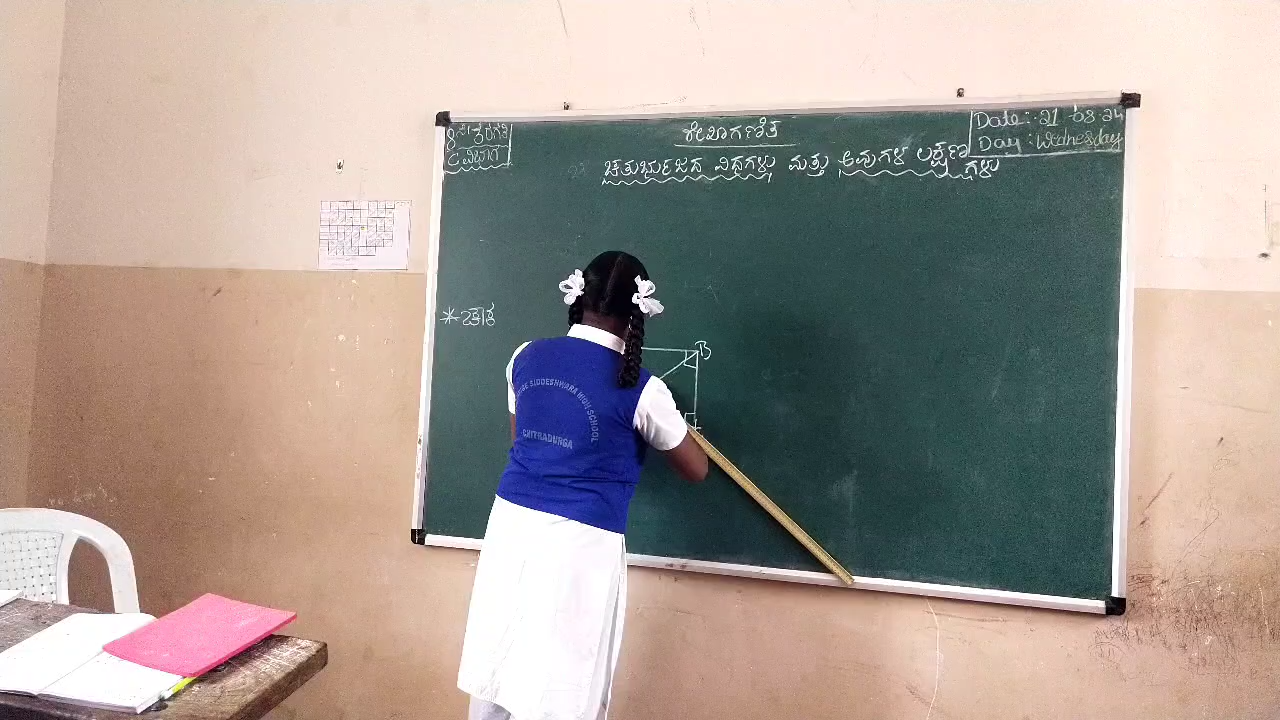 ೪ನೇ ತರಗತಿ
C ವಿಭಾಗ
ರೇಖಾಗಣಿತ
Date:- 21-08-24
Day : Wednesday
ಚತುರ್ಭುಜದ ವಿಧಗಳು ಮತ್ತು ಅವುಗಳ ಲಕ್ಷಣಗಳು
B
SIDDESHWARA HIGH SCHOOL
CHITRADURGA